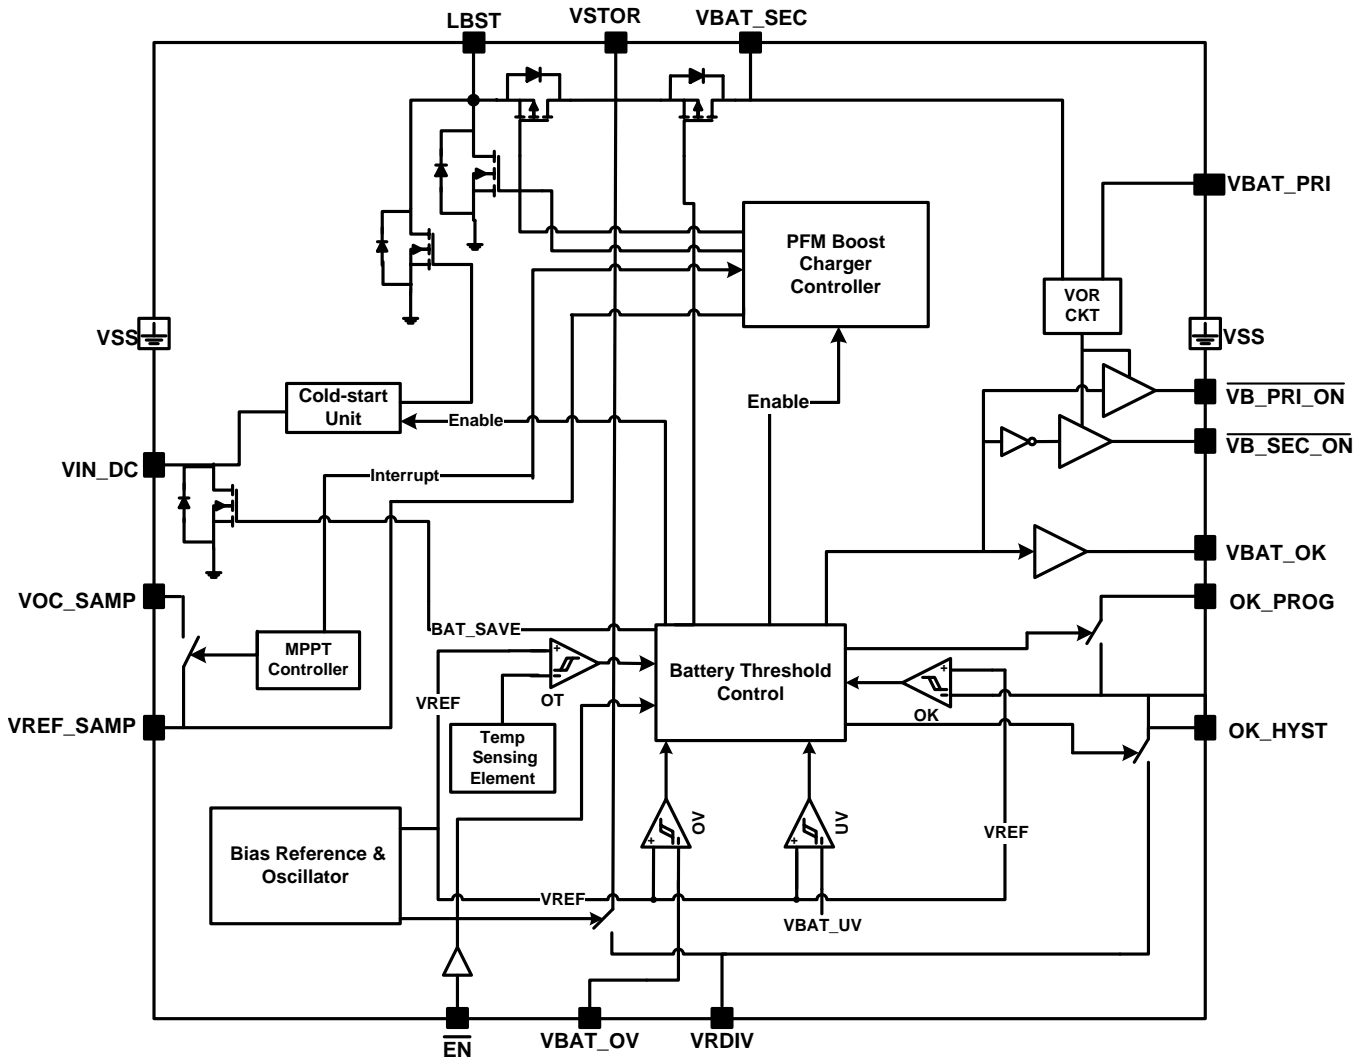 LBST
VSTOR
VBAT_SEC
VBAT_PRI
PFM Boost
Charger
Controller
VOR
CKT
VSS
VSS
VB_PRI_ON
Cold-start
Unit
Enable
Enable
VB_SEC_ON
VIN_DC
Interrupt
VBAT_OK
VOC_SAMP
OK_PROG
BAT_SAVE
MPPT
Controller
+
-
OT
Battery Threshold
Control
+
-
OK
VREF
VREF_SAMP
OK_HYST
Temp
Sensing
Element
OV
+
-
UV
+
-
VREF
Bias Reference &
Oscillator
VREF
VBAT_UV
EN
VBAT_OV
VRDIV